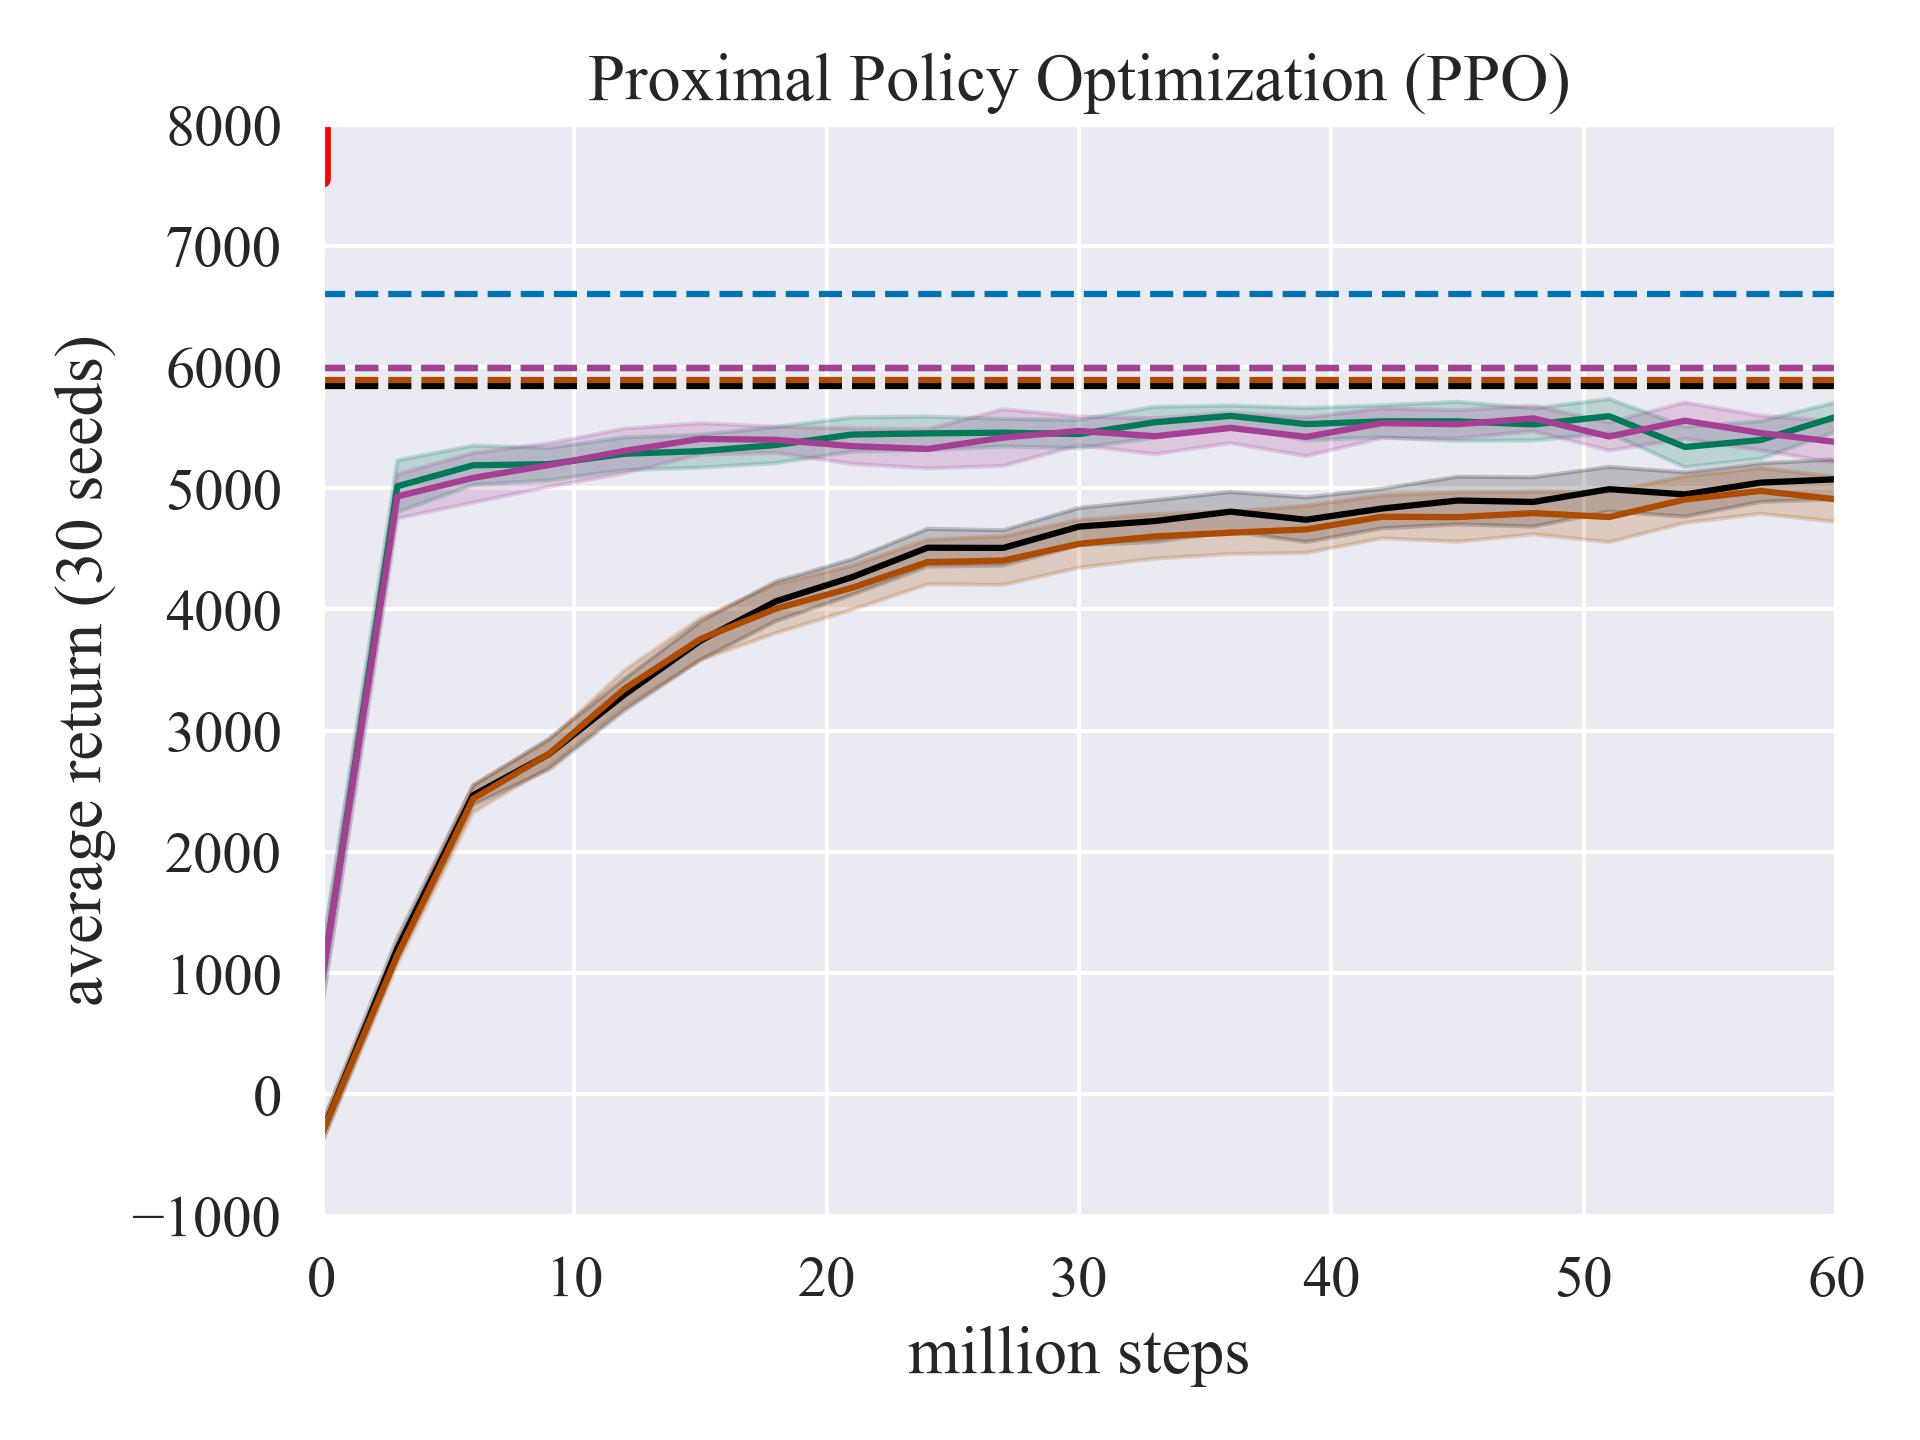 Proximal Policy Optimization (PPO)
8000
7000
6000
5000
4000
3000
2000
1000
0
−1000
average return (30 seeds)
0 10 20 30 40 50 60
million steps